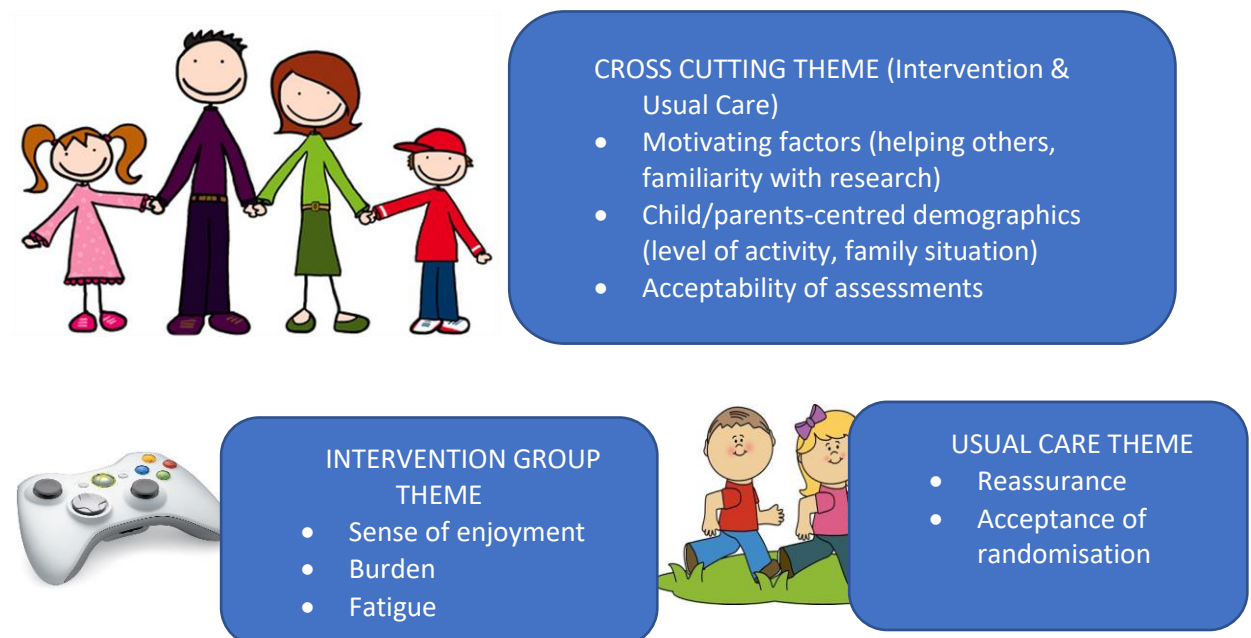 CROSS CUTTING THEME (Intervention &
Usual Care)
• Motivating factors (helping others,
familiarity with research)
• Child/parents-centred demographics
(level of activity, family situation)
• Acceptability of assessments
INTERVENTION GROUP
THEME
• Sense of enjoyment
• Burden
• Fatigue
USUAL CARE THEME
• Reassurance
• Acceptance of
randomisation